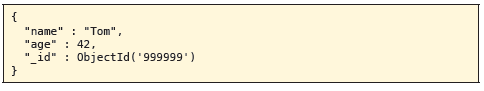 {
  "name" : "Tom",
  "age" : 42,
  "_id" : ObjectId('999999')
}